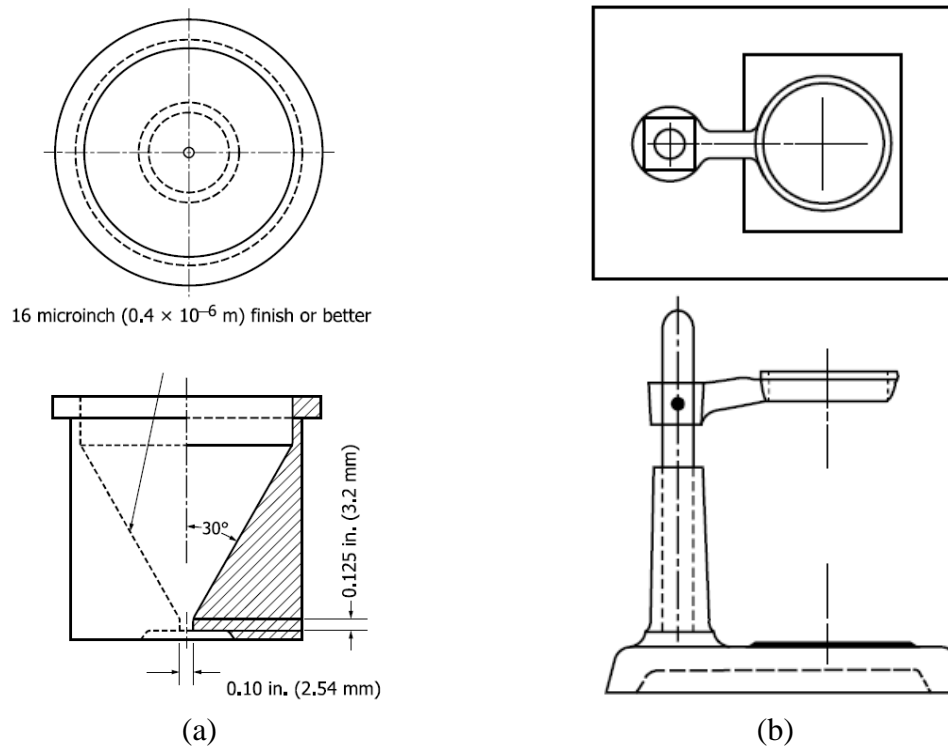 16 microinch (0.4 × 10⁻⁶ m) finish or better
30°
0.125 in. (3.2 mm)
0.10 in. (2.54 mm)
(a)
(b)